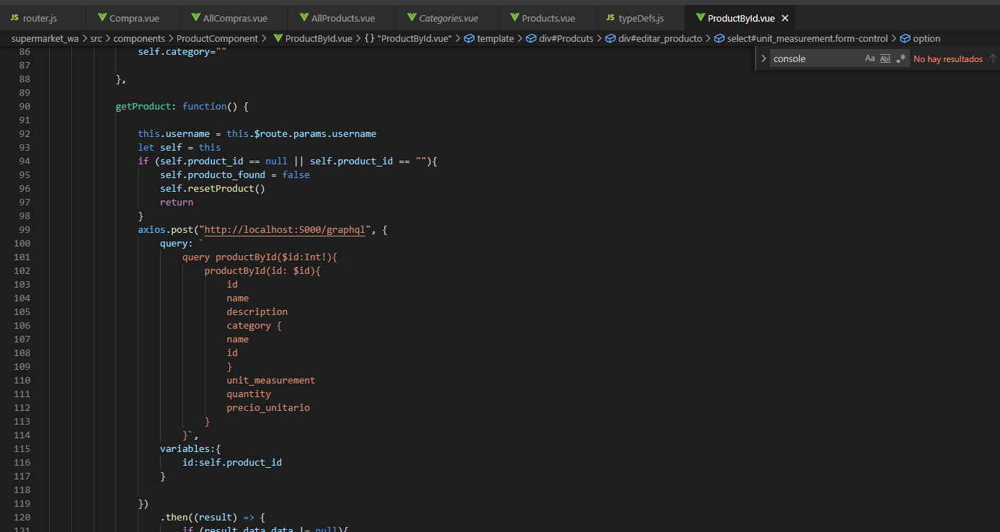 JS router.js Compra.vue AllCompras.vue AllProducts.vue Categories.vue Products.vue JS typeDefs.js ProductById.vue ×
supermarket_wa > src > components > ProductComponent > ProductById.vue > {} "ProductById.vue" > template > div#Prodcuts > div#editar_producto > select#unit_measurement.form-control > option
> console Aa Abl .* No hay resultados ↑
86 self.category=""
87
88 },
89
90 getProduct: function() {
91
92 this.username = this.$route.params.username
93 let self = this
94 if (self.product_id == null || self.product_id == ""){
95 self.producto_found = false
96 self.resetProduct()
97 return
98 }
99 axios.post("http://localhost:5000/graphql", {
100 query: `
101 query productById($id:Int!){
102 productById(id: $id){
103 id
104 name
105 description
106 category {
107 name
108 id
109 }
110 unit_measurement
111 quantity
112 precio_unitario
113 }
114 }`,
115 variables:{
116 id:self.product_id
117 }
118
119 })
120 .then((result) => {
121 if (result.data.data != null){